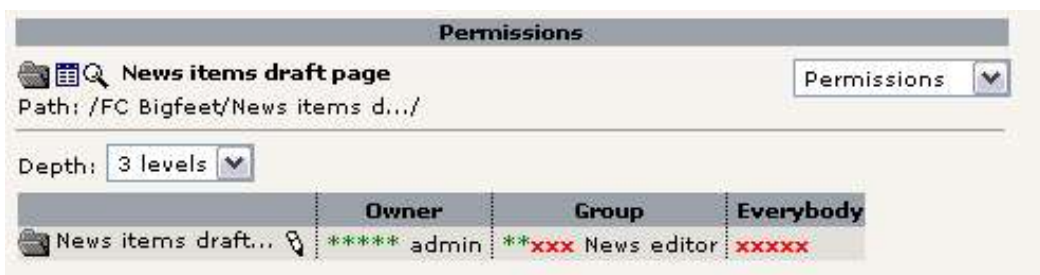 Permissions
News items draft page
Permissions
Path: /FC Bigfeet/News items d.../
Depth: 3 levels
Owner Group Everybody
News items draft... ***** admin **xxx News editor xxxxx